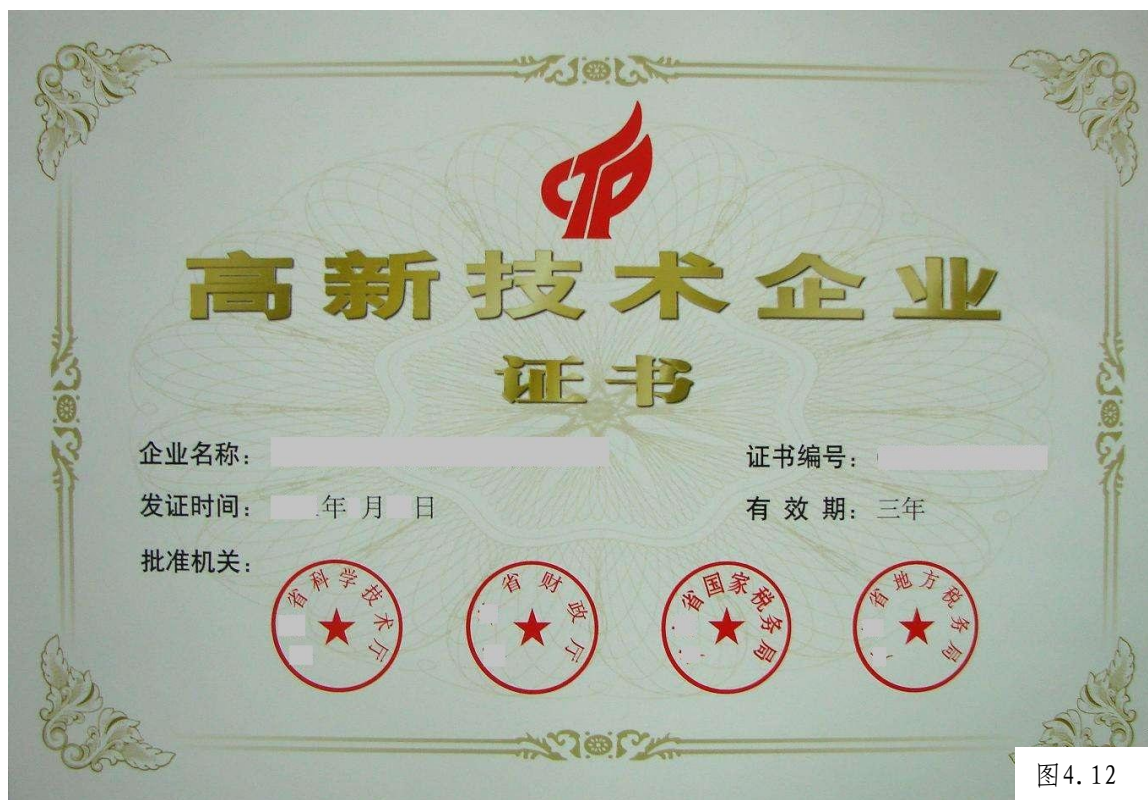 高新技术企业
证书
企业名称：
证书编号：
发证时间： 年 月 日
有 效 期：三年
批准机关：
省科学技术厅
省财政厅
省国家税务局
省地方税务局
图4.12